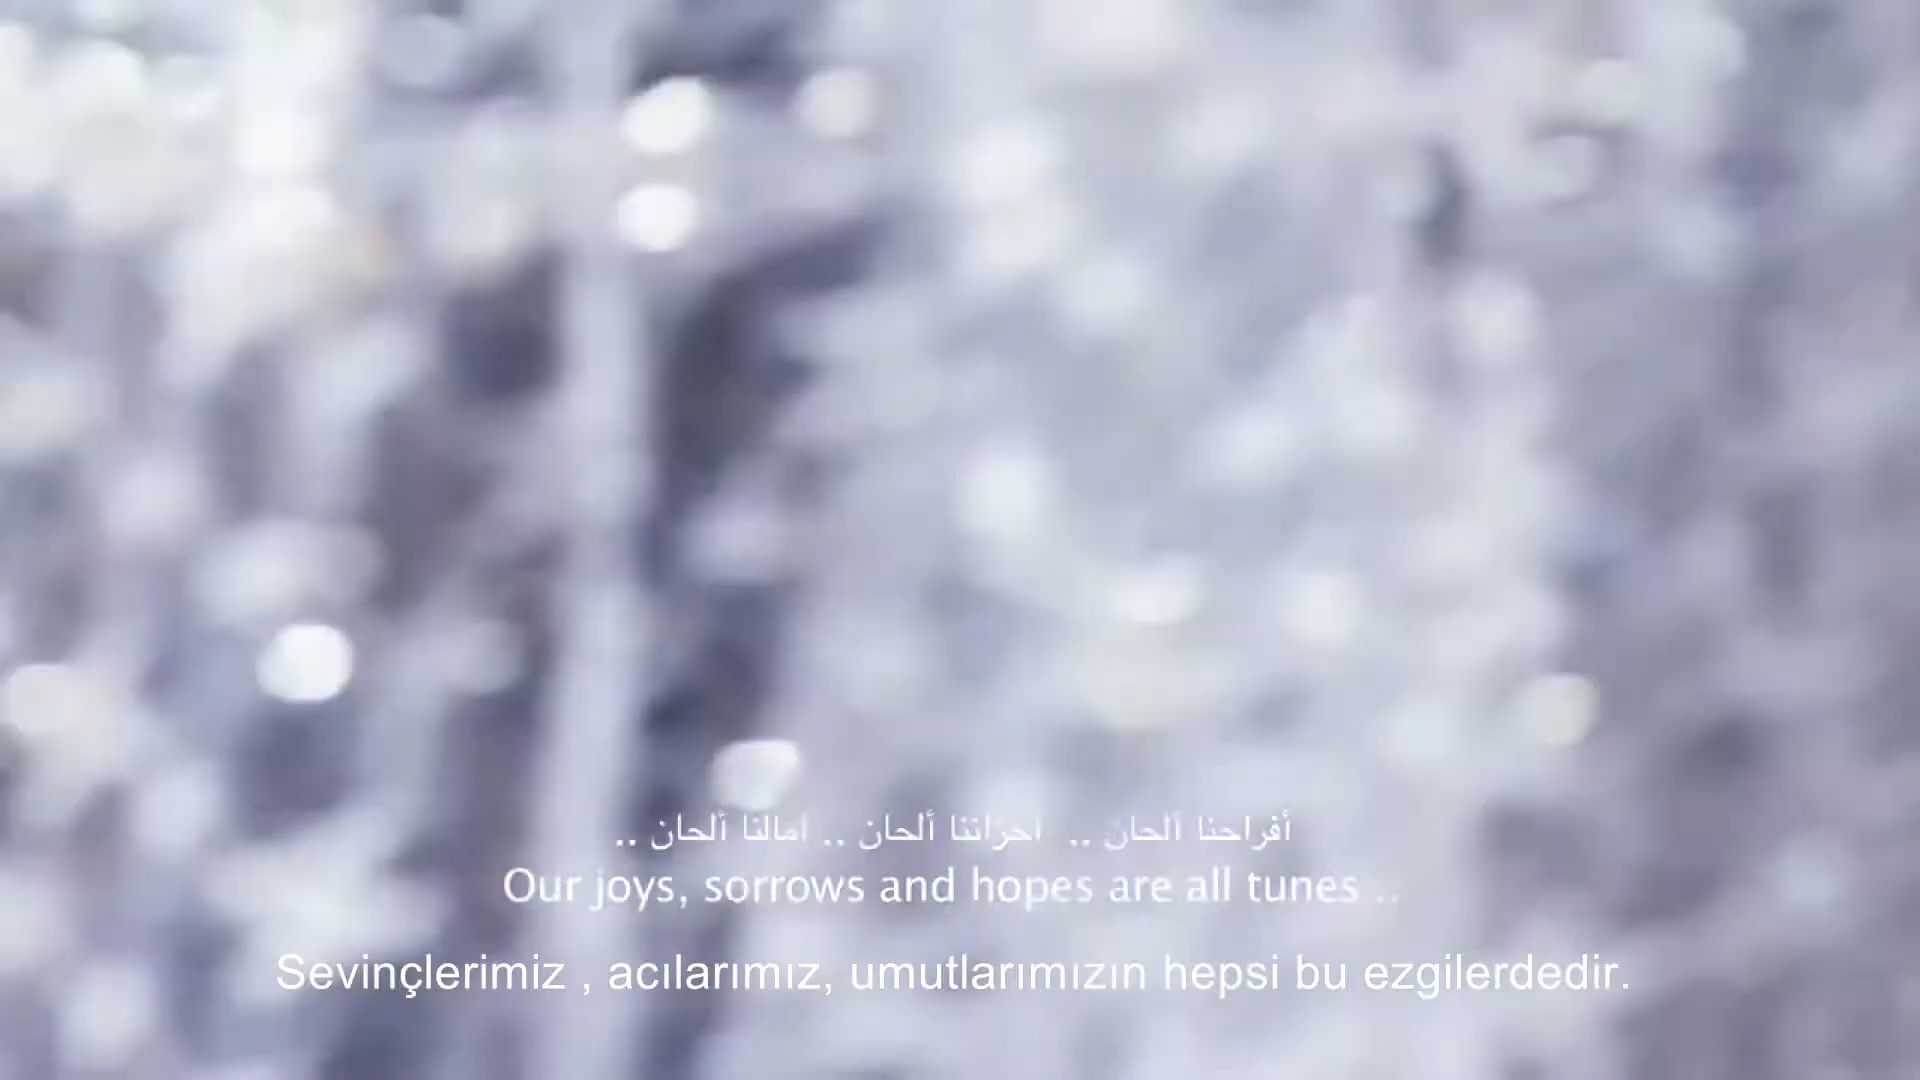 أفراحنا ألحان .. أحزاننا ألحان .. آمالنا ألحان ..
Our joys, sorrows and hopes are all tunes ..
Sevinçlerimiz , acılarımız, umutlarımızın hepsi bu ezgilerdedir.